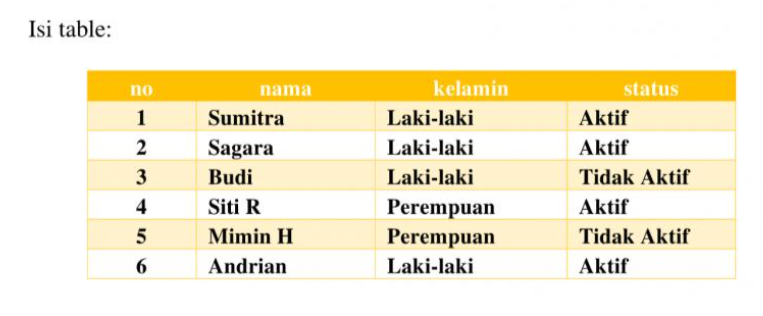 Isi table:
no nama kelamin status
1 Sumitra Laki-laki Aktif
2 Sagara Laki-laki Aktif
3 Budi Laki-laki Tidak Aktif
4 Siti R Perempuan Aktif
5 Mimin H Perempuan Tidak Aktif
6 Andrian Laki-laki Aktif